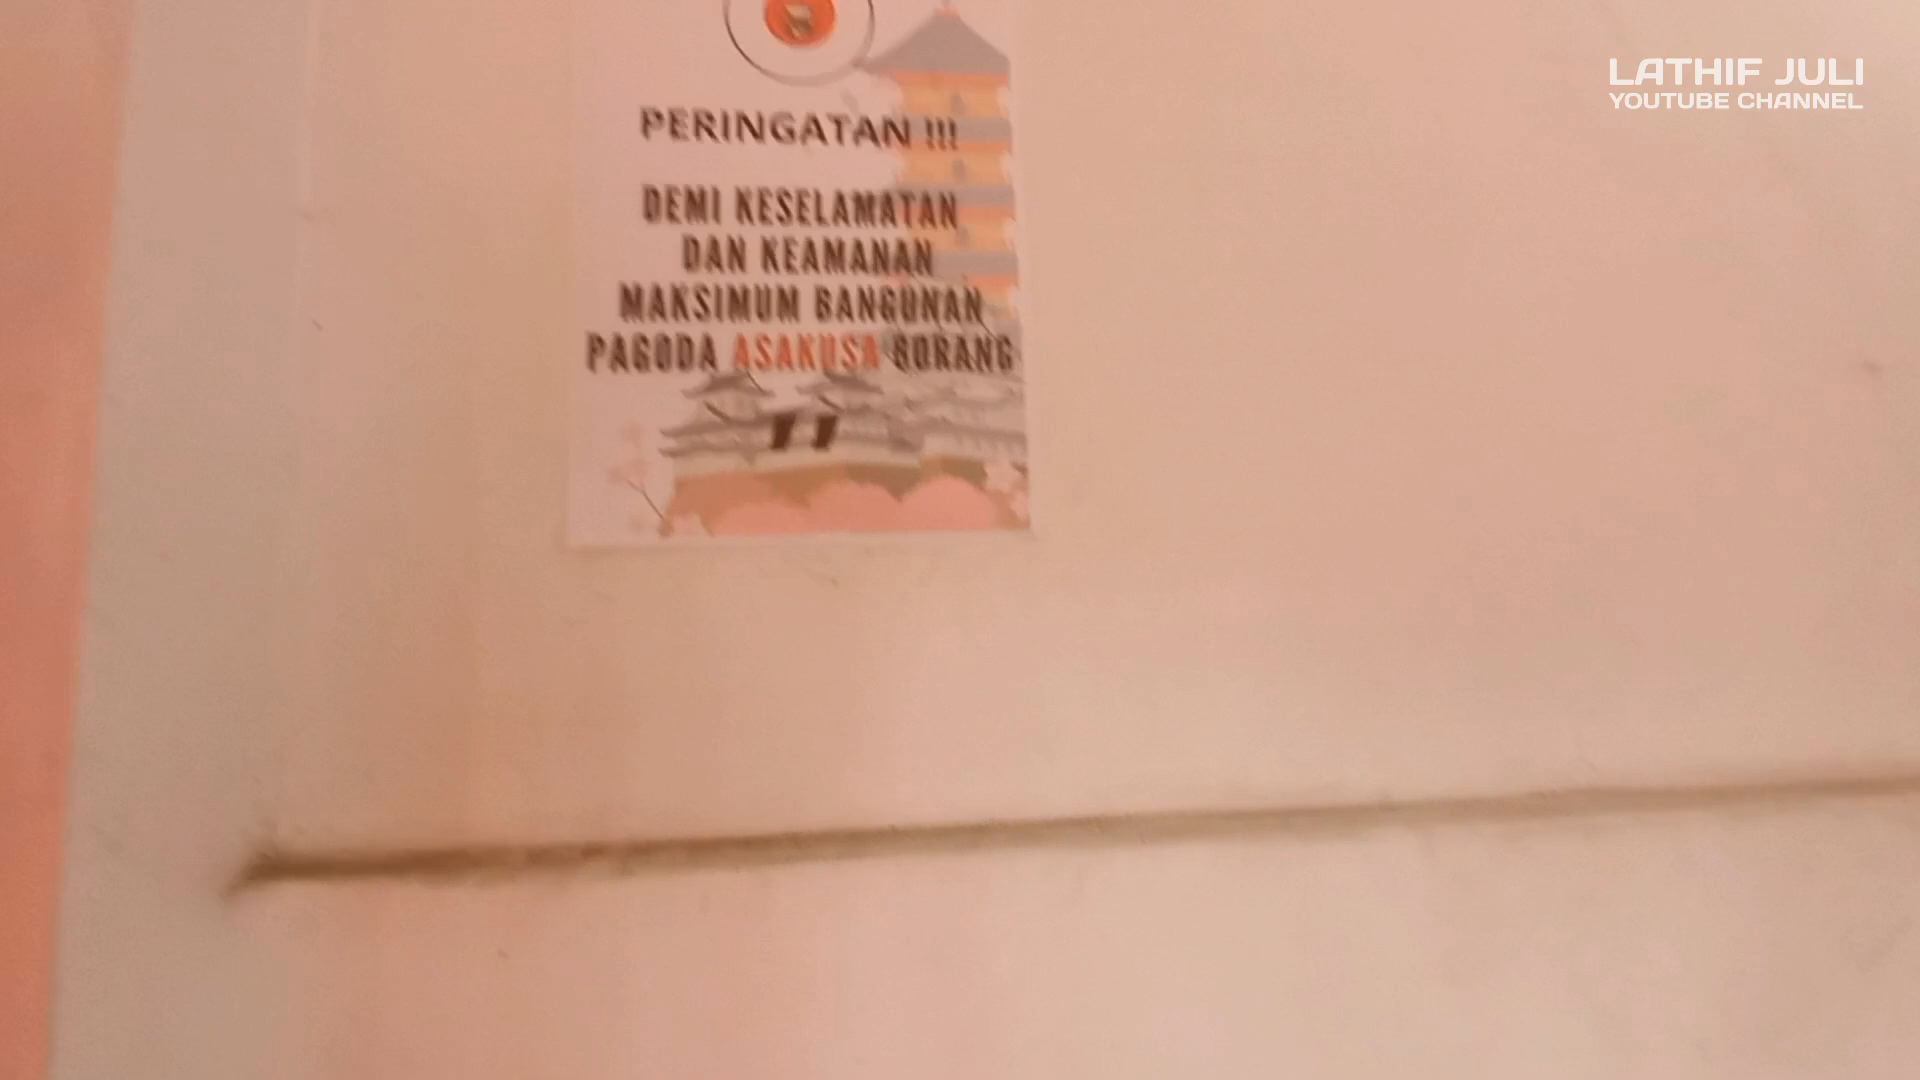 LATHIF JULI
YOUTUBE CHANNEL
PERINGATAN !!!
DEMI KESELAMATAN
DAN KEAMANAN
MAKSIMUM BANGUNAN
PAGODA ASAKUSA BORANG